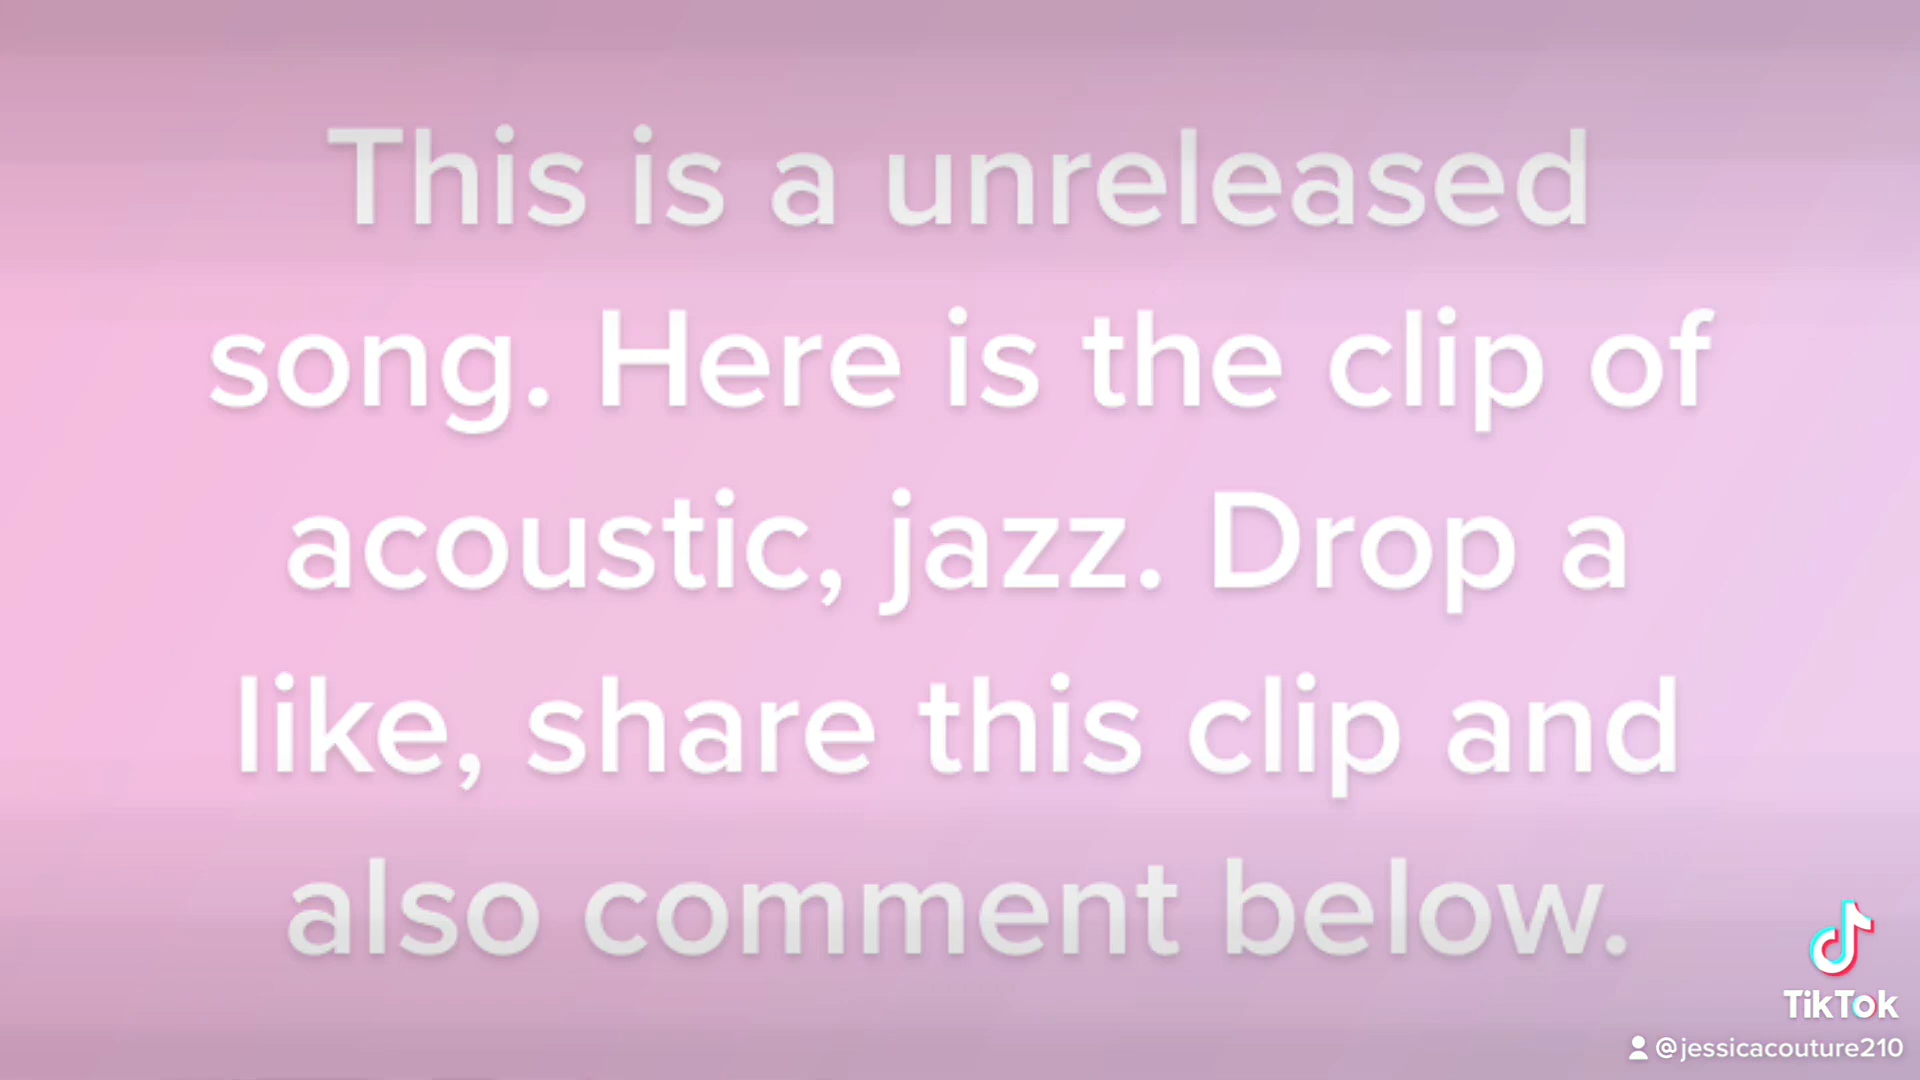 This is a unreleased
song. Here is the clip of
acoustic, jazz. Drop a
like, share this clip and
also comment below.
TikTok
@jessicacouture210